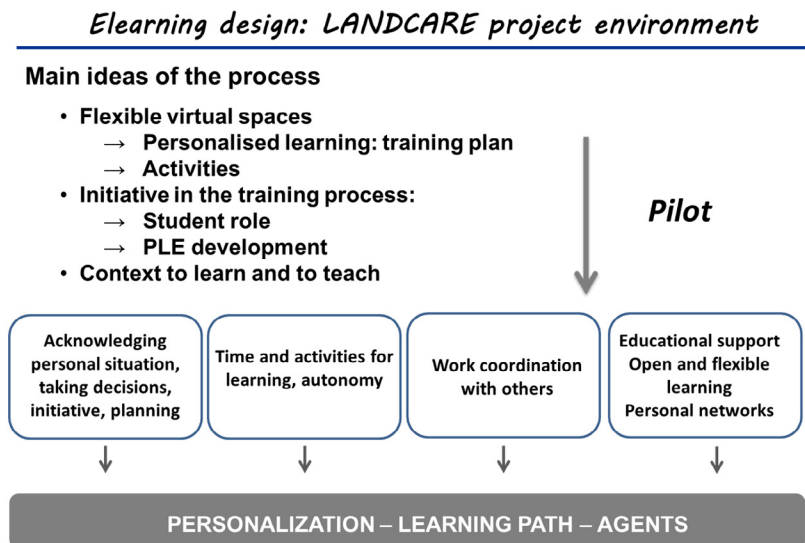 Elearning design: LANDCARE project environment
Main ideas of the process
• Flexible virtual spaces
→ Personalised learning: training plan
→ Activities
• Initiative in the training process:
→ Student role
→ PLE development
• Context to learn and to teach
Pilot
Acknowledging
personal situation,
taking decisions,
initiative, planning
Time and activities for
learning, autonomy
Work coordination
with others
Educational support
Open and flexible
learning
Personal networks
PERSONALIZATION – LEARNING PATH – AGENTS